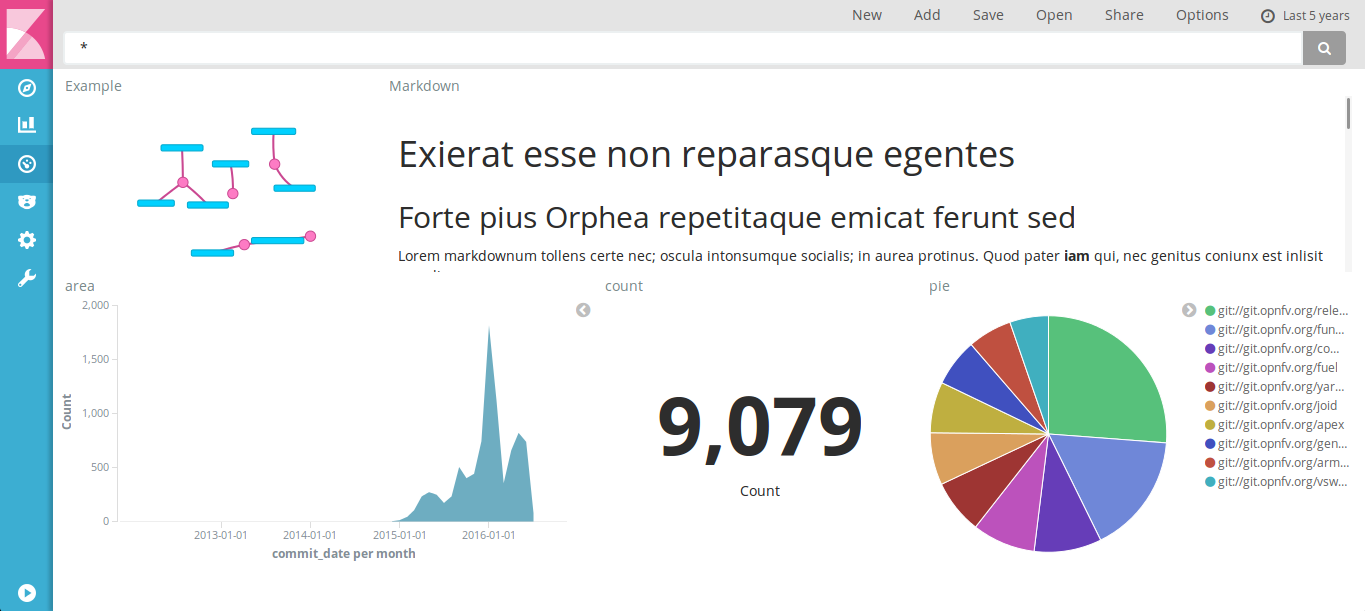 New Add Save Open Share Options Last 5 years
*
Example
Markdown
Exierat esse non reparasque egentes
Forte pius Orphea repetitaque emicat ferunt sed
Lorem markdownum tollens certe nec; oscula intonsumque socialis; in aurea protinus. Quod pater iam qui, nec genitus coniunx est inlisit
area
2,000
1,500
1,000
500
0
Count
2013-01-01 2014-01-01 2015-01-01 2016-01-01
commit_date per month
count
9,079
Count
pie
git://git.opnfv.org/rele...
git://git.opnfv.org/fun...
git://git.opnfv.org/co...
git://git.opnfv.org/fuel
git://git.opnfv.org/yar...
git://git.opnfv.org/joid
git://git.opnfv.org/apex
git://git.opnfv.org/gen...
git://git.opnfv.org/arm...
git://git.opnfv.org/vsw...